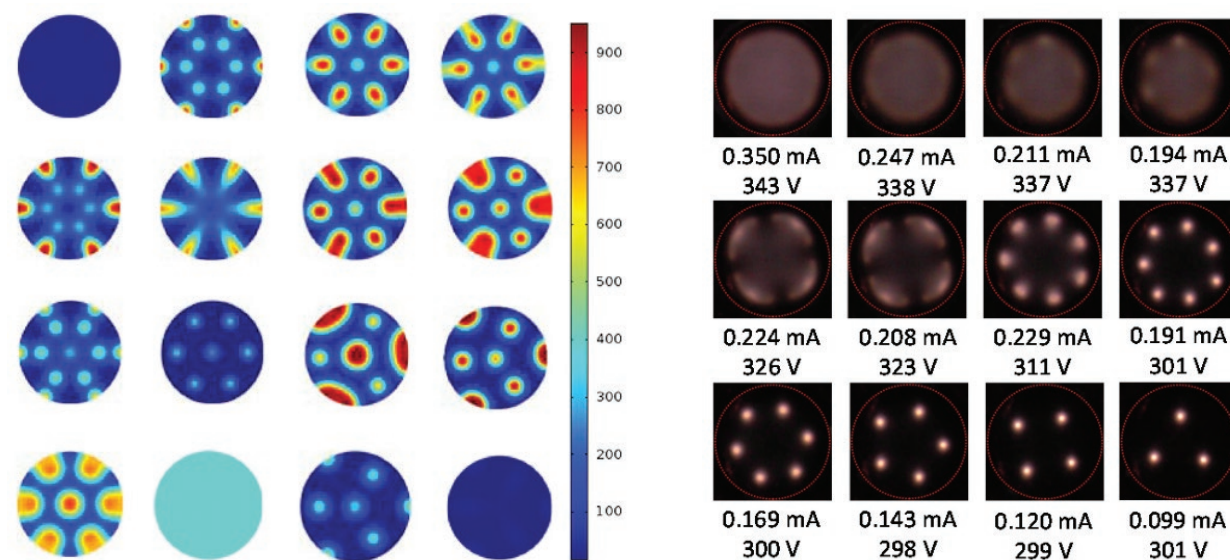 900
800
700
600
500
400
300
200
100
0.350 mA 0.247 mA 0.211 mA 0.194 mA
343 V 338 V 337 V 337 V
0.224 mA 0.208 mA 0.229 mA 0.191 mA
326 V 323 V 311 V 301 V
0.169 mA 0.143 mA 0.120 mA 0.099 mA
300 V 298 V 299 V 301 V